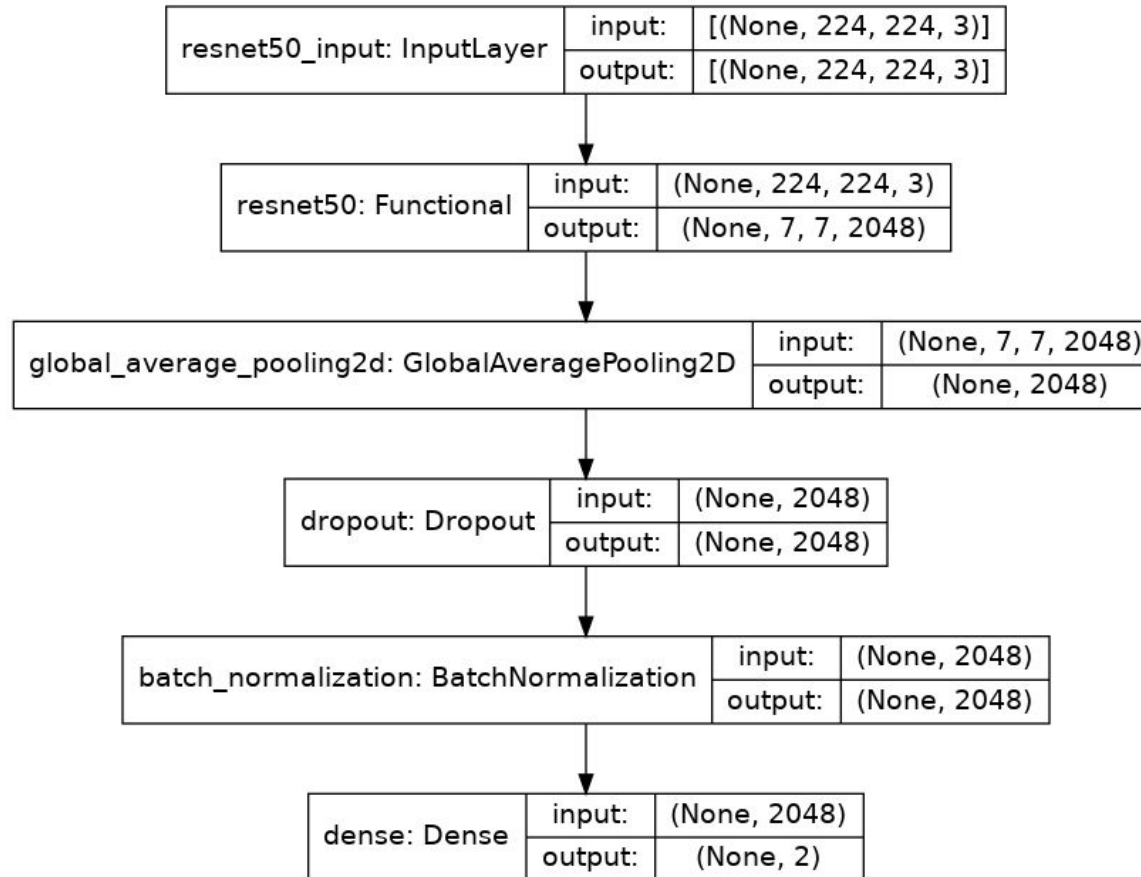 resnet50_input: InputLayer
input: [(None, 224, 224, 3)]
output: [(None, 224, 224, 3)]
resnet50: Functional
input: (None, 224, 224, 3)
output: (None, 7, 7, 2048)
global_average_pooling2d: GlobalAveragePooling2D
input: (None, 7, 7, 2048)
output: (None, 2048)
dropout: Dropout
input: (None, 2048)
output: (None, 2048)
batch_normalization: BatchNormalization
input: (None, 2048)
output: (None, 2048)
dense: Dense
input: (None, 2048)
output: (None, 2)